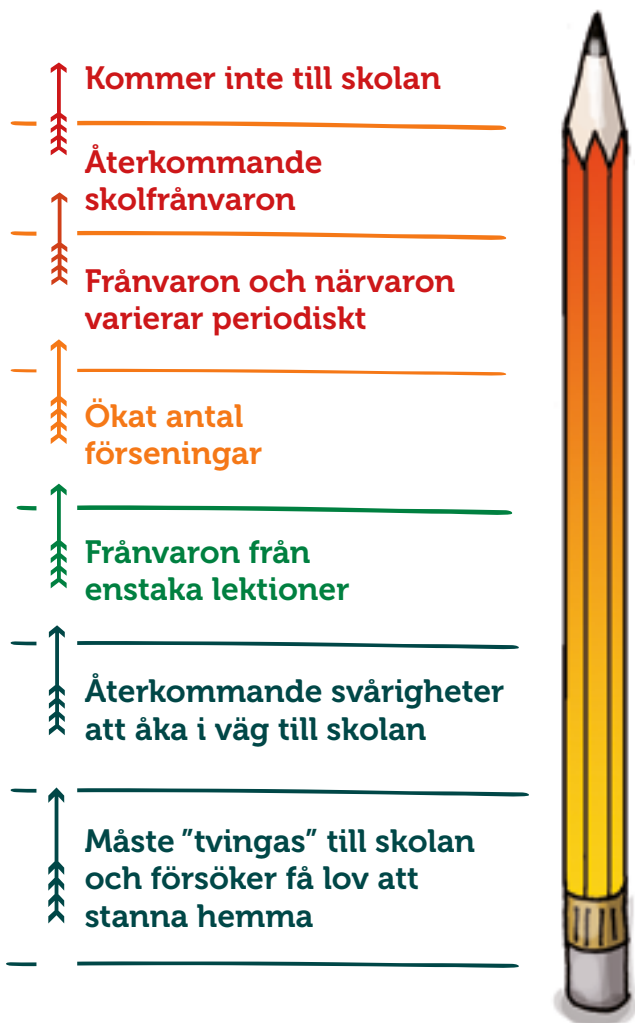 Kommer inte till skolan
Återkommande
skolfrånvaron
Frånvaron och närvaron
varierar periodiskt
Ökat antal
förseningar
Frånvaron från
enstaka lektioner
Återkommande svårigheter
att åka i väg till skolan
Måste ”tvingas” till skolan
och försöker få lov att
stanna hemma